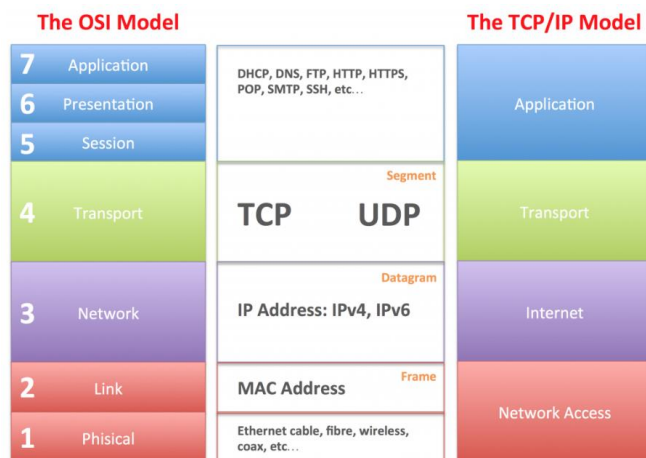 The OSI Model
The TCP/IP Model
7 Application
6 Presentation
5 Session
DHCP, DNS, FTP, HTTP, HTTPS,
POP, SMTP, SSH, etc...
Application
4 Transport
Segment
TCP UDP
Transport
3 Network
Datagram
IP Address: IPv4, IPv6
Internet
2 Link
Frame
MAC Address
1 Phisical
Ethernet cable, fibre, wireless,
coax, etc...
Network Access